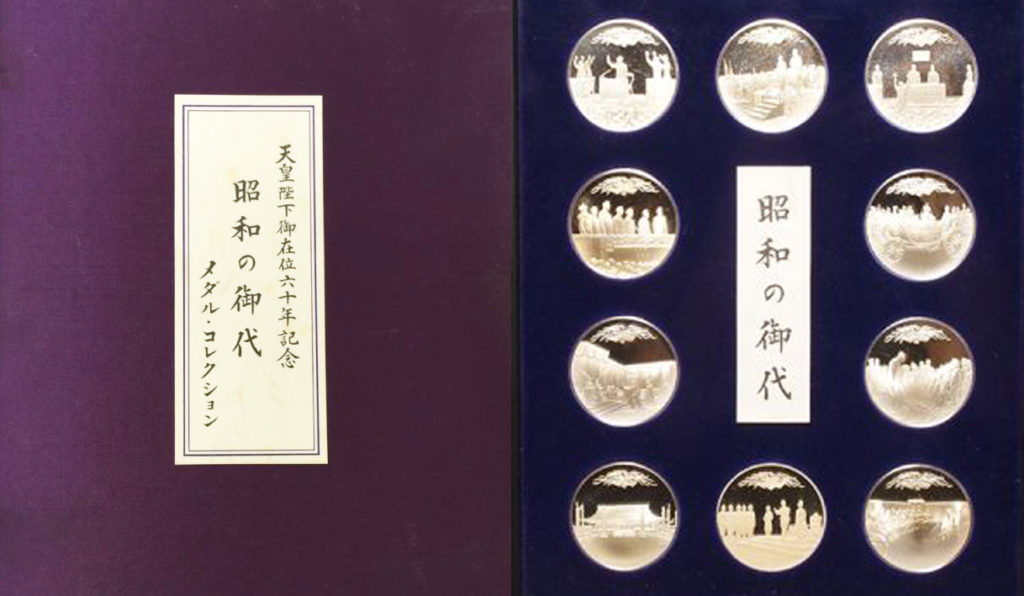 天皇陛下御在位六十年記念
昭和の御代
メダル・コレクション
昭和の御代